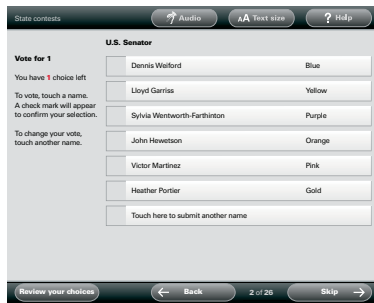 State contests
Audio
AA Text size
? Help
U.S. Senator
Vote for 1
You have 1 choice left
To vote, touch a name.
A check mark will appear
to confirm your selection.
To change your vote,
touch another name.
Dennis Weiford Blue
Lloyd Garriss Yellow
Sylvia Wentworth-Farthinton Purple
John Hewetson Orange
Victor Martinez Pink
Heather Portier Gold
Touch here to submit another name
Review your choices
← Back
2 of 26
Skip →